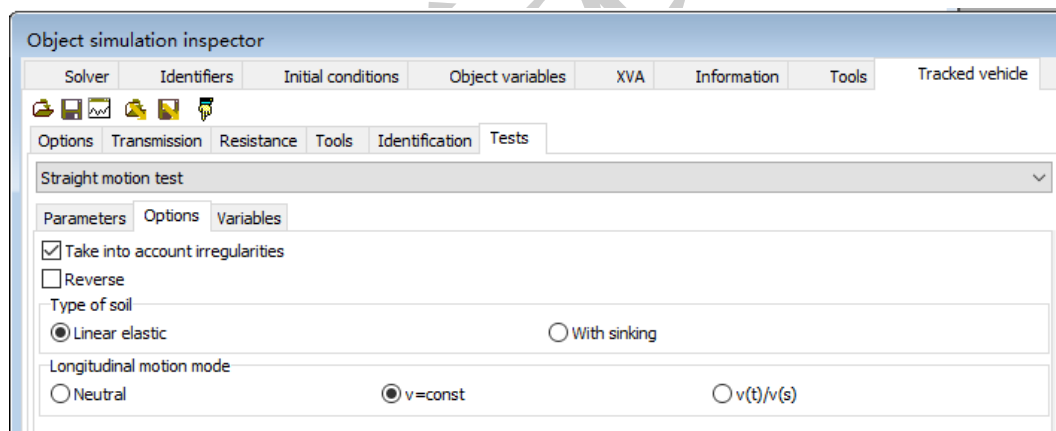 Object simulation inspector
Solver Identifiers Initial conditions Object variables XVA Information Tools Tracked vehicle
Options Transmission Resistance Tools Identification Tests
Straight motion test
Parameters Options Variables
Take into account irregularities
Reverse
Type of soil
Linear elastic With sinking
Longitudinal motion mode
Neutral v=const v(t)/v(s)